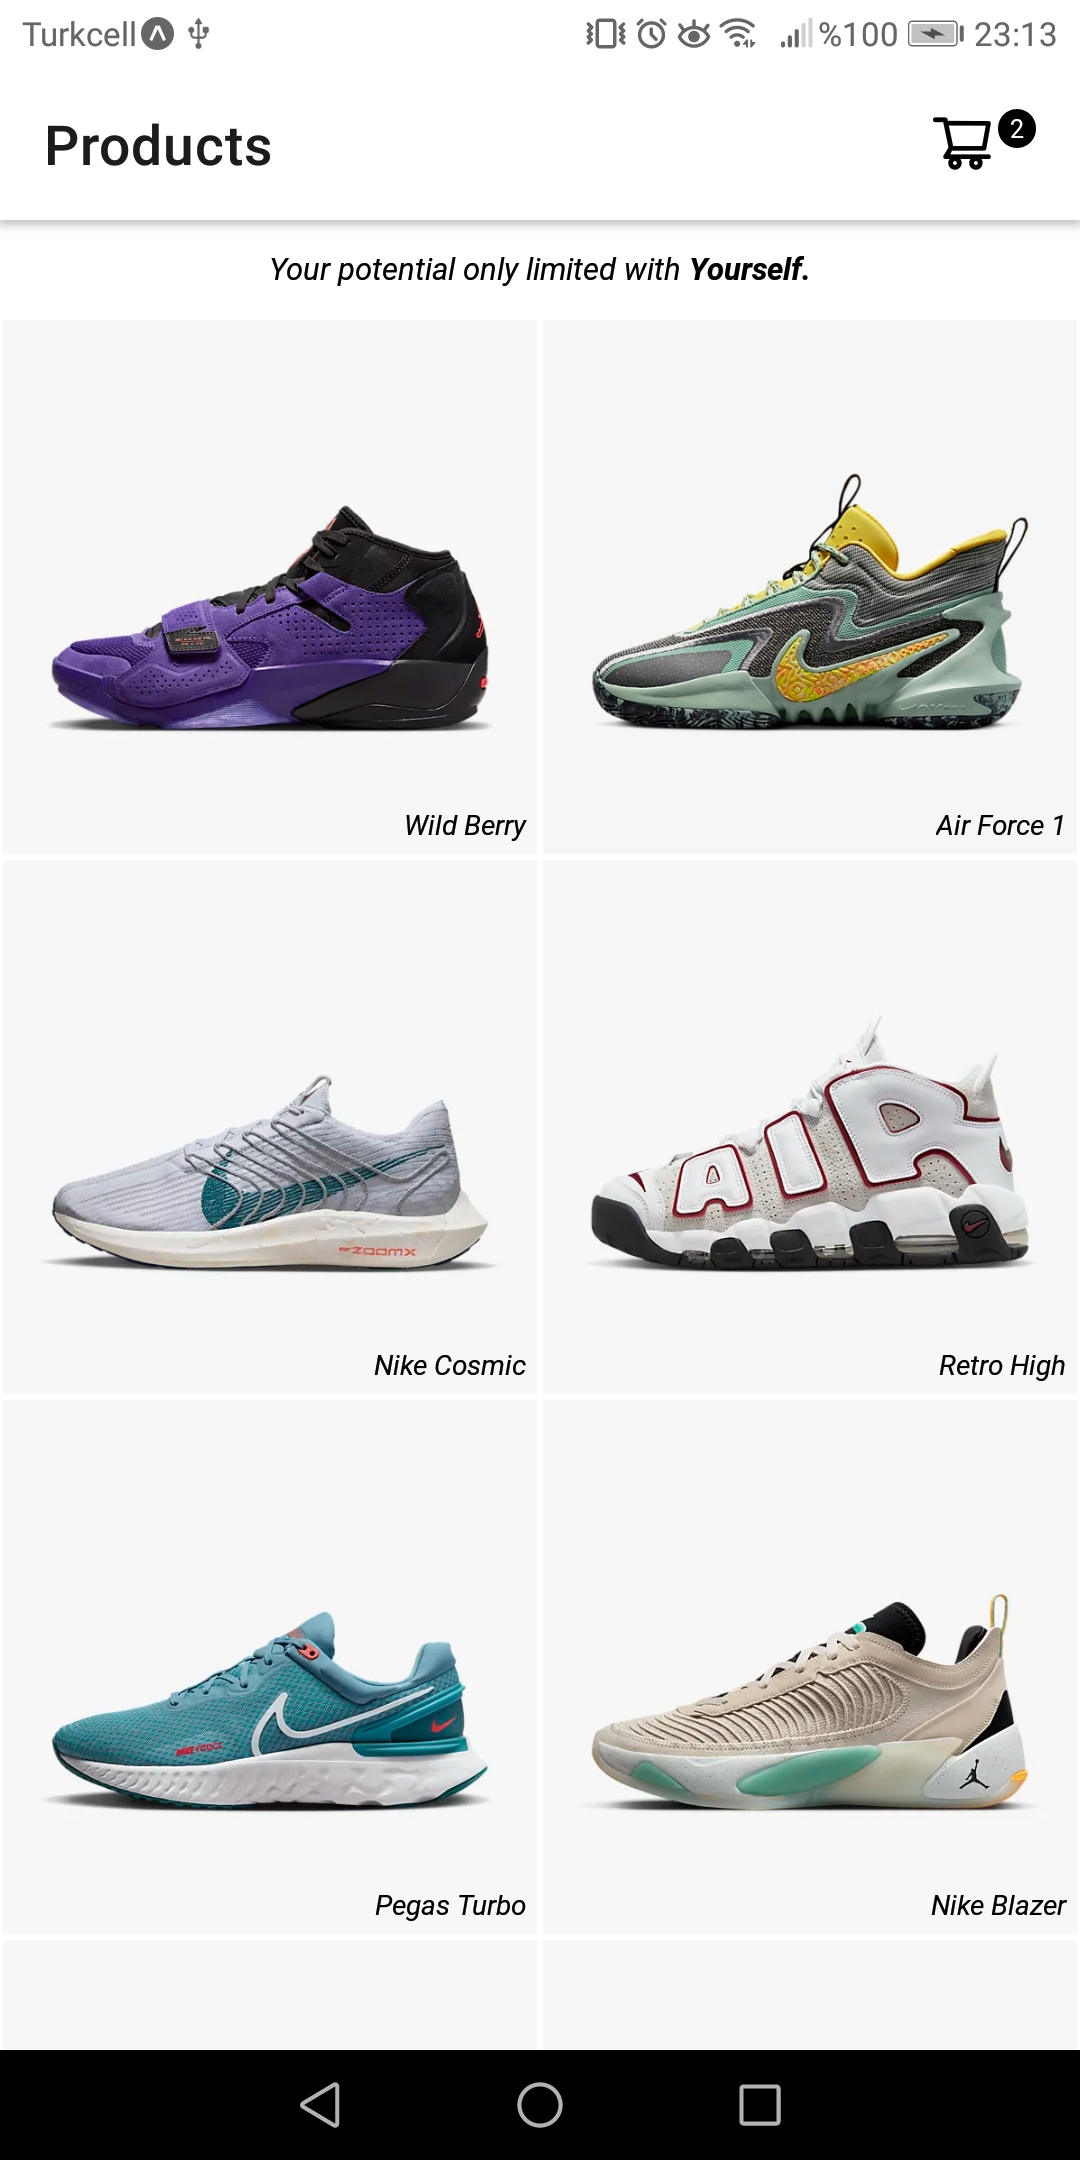 Turkcell %100 23:13
Products 2
Your potential only limited with Yourself.
Wild Berry
Air Force 1
ZOOMX
AIR
Nike Cosmic
Retro High
Pegas Turbo
Nike Blazer